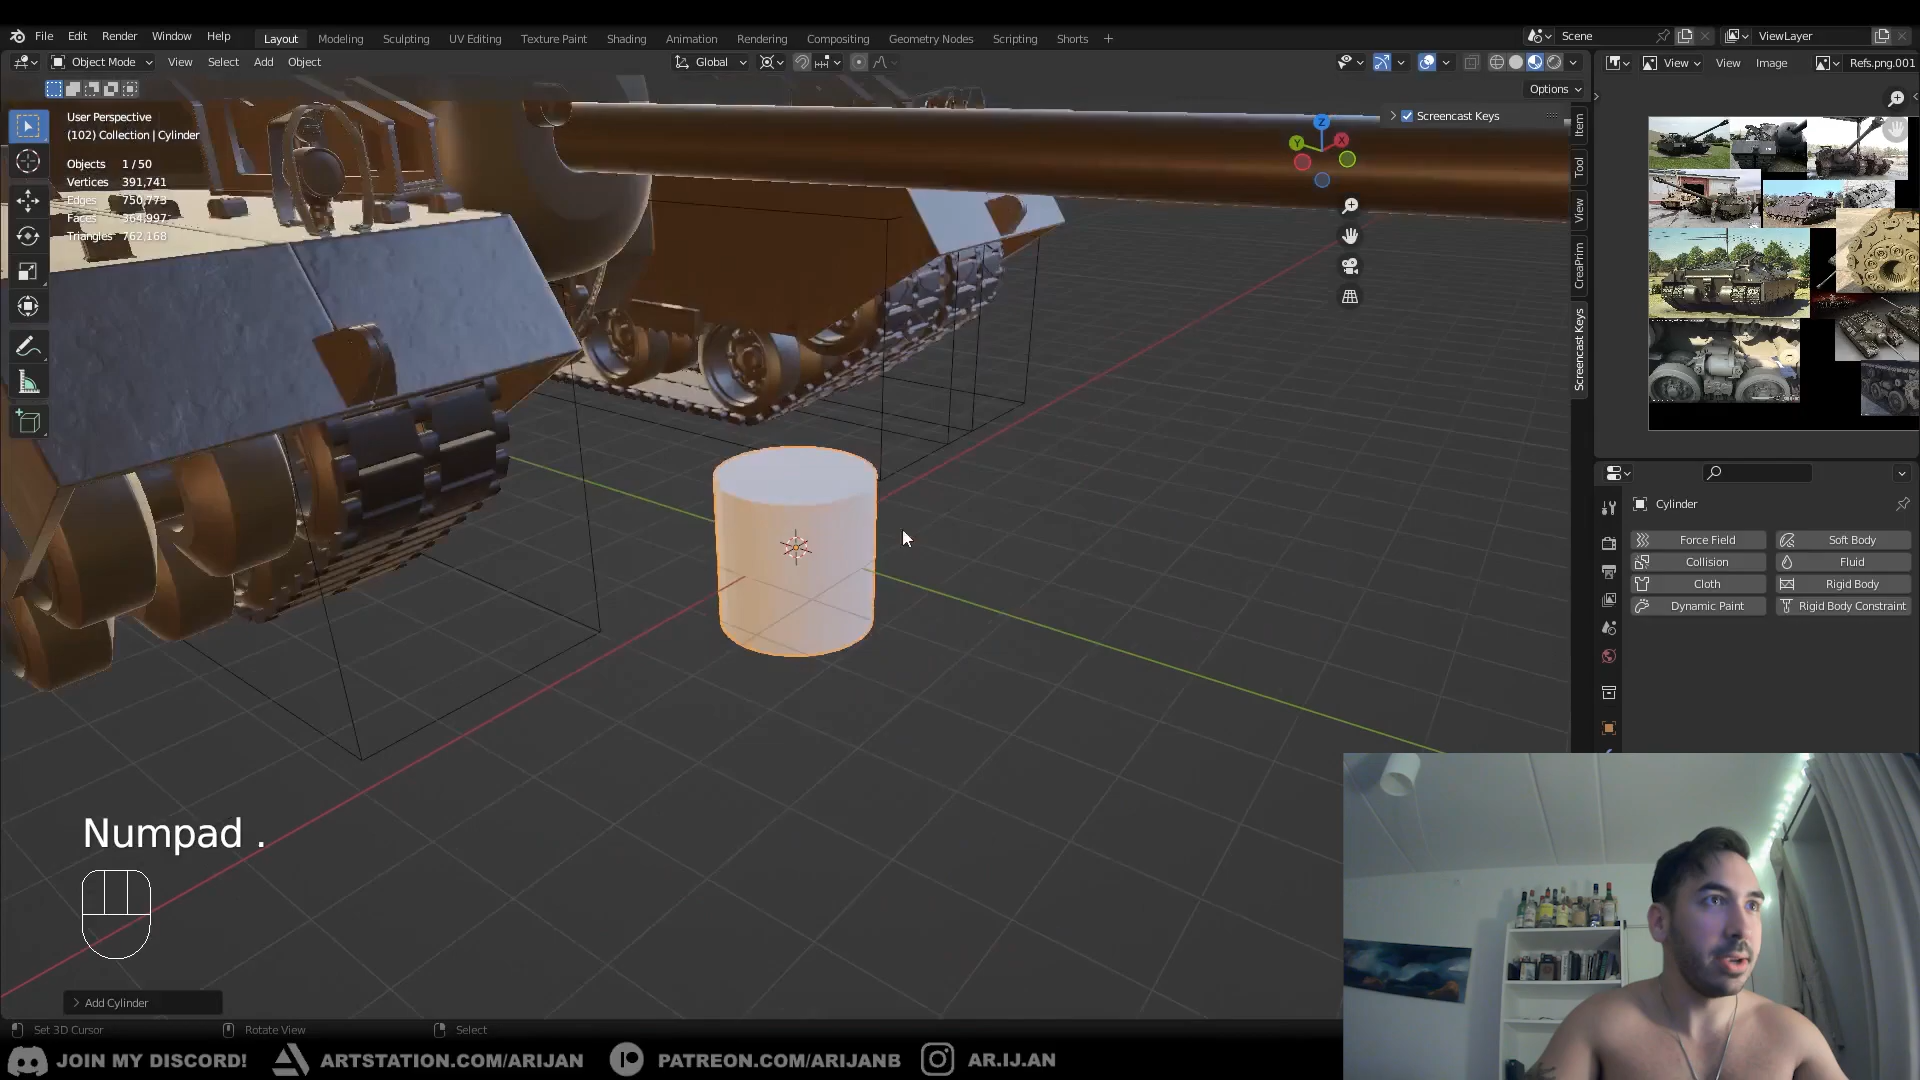 File Edit Render Window Help Layout Modeling Sculpting UV Editing Texture Paint Shading Animation Rendering Compositing Geometry Nodes Scripting Shorts + Scene ViewLayer
Object Mode View Select Add Object Global View View Image Refs.png.001
Options
User Perspective
(102) Collection | Cylinder
Objects 1 / 50
Vertices 391,741
Edges 750,773
Faces 364,997
Triangles 762,168
Z
Y
X
Screencast Keys
Item
Tool
View
CreaPrim
Screencast Keys
Cylinder
Force Field Soft Body
Collision Fluid
Cloth Rigid Body
Dynamic Paint Rigid Body Constraint
Numpad .
Add Cylinder
Set 3D Cursor Rotate View Select
JOIN MY DISCORD! ARTSTATION.COM/ARIJAN PATREON.COM/ARIJANB AR.IJ.AN